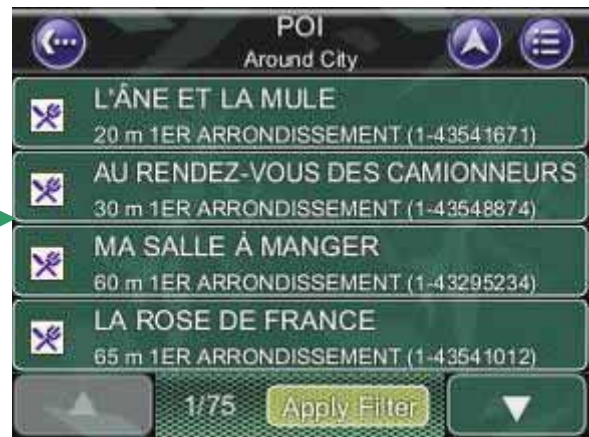 POI
Around City
L'ÂNE ET LA MULE
20 m 1ER ARRONDISSEMENT (1-43541671)
AU RENDEZ-VOUS DES CAMIONNEURS
30 m 1ER ARRONDISSEMENT (1-43548874)
MA SALLE À MANGER
60 m 1ER ARRONDISSEMENT (1-43295234)
LA ROSE DE FRANCE
65 m 1ER ARRONDISSEMENT (1-43541012)
1/75 Apply Filter